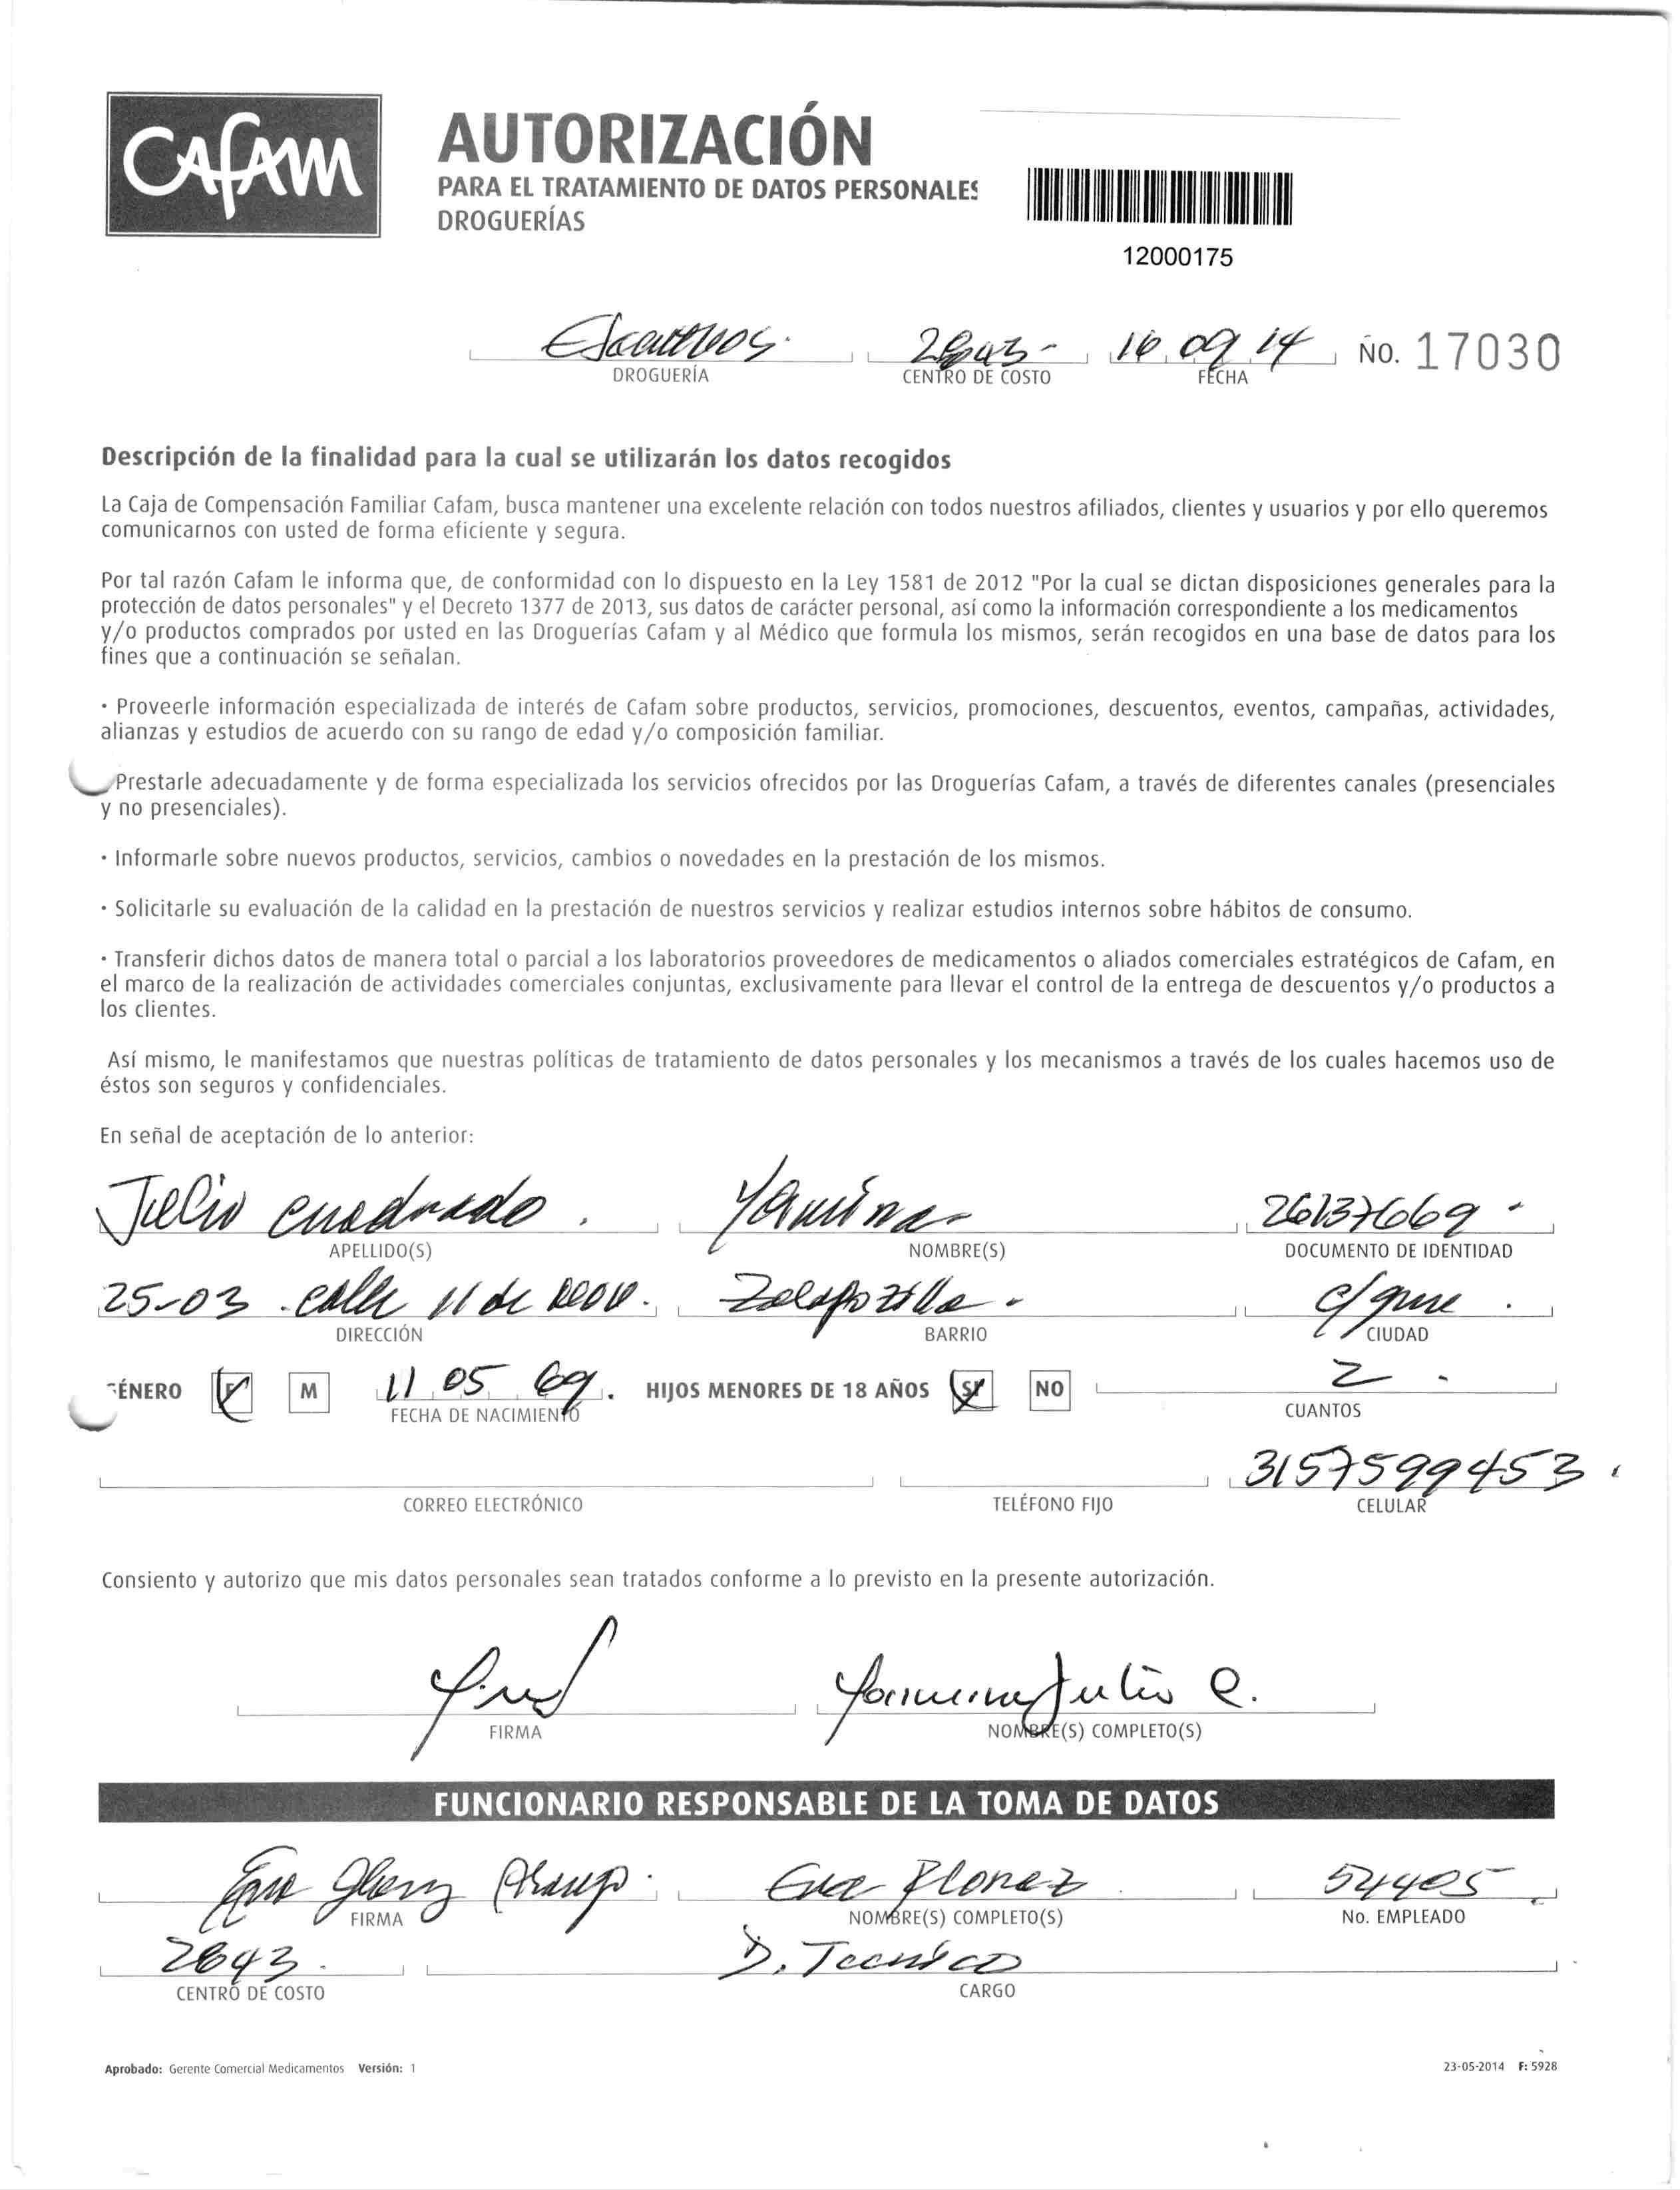 CAFAM
AUTORIZACIÓN
PARA EL TRATAMIENTO DE DATOS PERSONALES
DROGUERÍAS
12000175
16 09 14 No. 17030
DROGUERÍA CENTRO DE COSTO FECHA
Descripción de la finalidad para la cual se utilizarán los datos recogidos
La Caja de Compensación Familiar Cafam, busca mantener una excelente relación con todos nuestros afiliados, clientes y usuarios y por ello queremos
comunicarnos con usted de forma eficiente y segura.
Por tal razón Cafam le informa que, de conformidad con lo dispuesto en la Ley 1581 de 2012 "Por la cual se dictan disposiciones generales para la
protección de datos personales" y el Decreto 1377 de 2013, sus datos de carácter personal, así como la información correspondiente a los medicamentos
y/o productos comprados por usted en las Droguerías Cafam y al Médico que formula los mismos, serán recogidos en una base de datos para los
fines que a continuación se señalan.
· Proveerle información especializada de interés de Cafam sobre productos, servicios, promociones, descuentos, eventos, campañas, actividades,
alianzas y estudios de acuerdo con su rango de edad y/o composición familiar.
Prestarle adecuadamente y de forma especializada los servicios ofrecidos por las Droguerías Cafam, a través de diferentes canales (presenciales
y no presenciales).
· Informarle sobre nuevos productos, servicios, cambios o novedades en la prestación de los mismos.
· Solicitarle su evaluación de la calidad en la prestación de nuestros servicios y realizar estudios internos sobre hábitos de consumo.
· Transferir dichos datos de manera total o parcial a los laboratorios proveedores de medicamentos o aliados comerciales estratégicos de Cafam, en
el marco de la realización de actividades comerciales conjuntas, exclusivamente para llevar el control de la entrega de descuentos y/o productos a
los clientes.
Así mismo, le manifestamos que nuestras políticas de tratamiento de datos personales y los mecanismos a través de los cuales hacemos uso de
éstos son seguros y confidenciales.
En señal de aceptación de lo anterior:
Julio cuadrado. Yamina 26137669
APELLIDO(S) NOMBRE(S) DOCUMENTO DE IDENTIDAD
25-03 calle 11 de
DIRECCIÓN BARRIO CIUDAD
GÉNERO F M 11 05 69. HIJOS MENORES DE 18 AÑOS SI NO 2.
FECHA DE NACIMIENTO CUANTOS
3157599453
CORREO ELECTRÓNICO TELÉFONO FIJO CELULAR
Consiento y autorizo que mis datos personales sean tratados conforme a lo previsto en la presente autorización.
Yamina Julio C.
FIRMA NOMBRE(S) COMPLETO(S)
FUNCIONARIO RESPONSABLE DE LA TOMA DE DATOS
54405
FIRMA NOMBRE(S) COMPLETO(S) No. EMPLEADO
2843. D. Tecnico
CENTRO DE COSTO CARGO
Aprobado: Gerente Comercial Medicamentos Versión: 1 23-05-2014 F: 5928